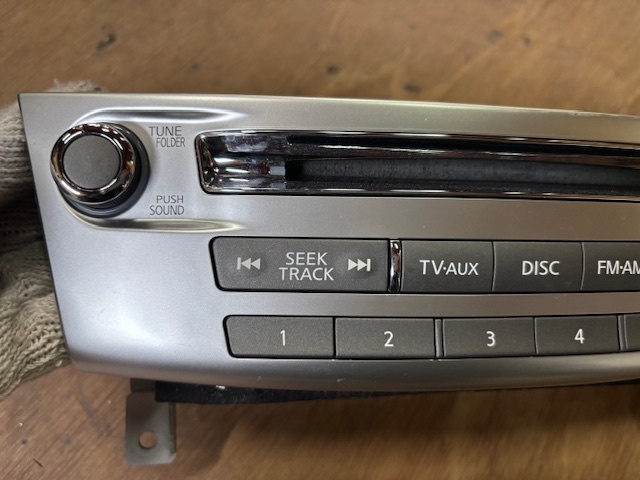 TUNE
FOLDER
PUSH
SOUND
SEEK
TRACK
TV·AUX
DISC
FM·AM
1
2
3
4